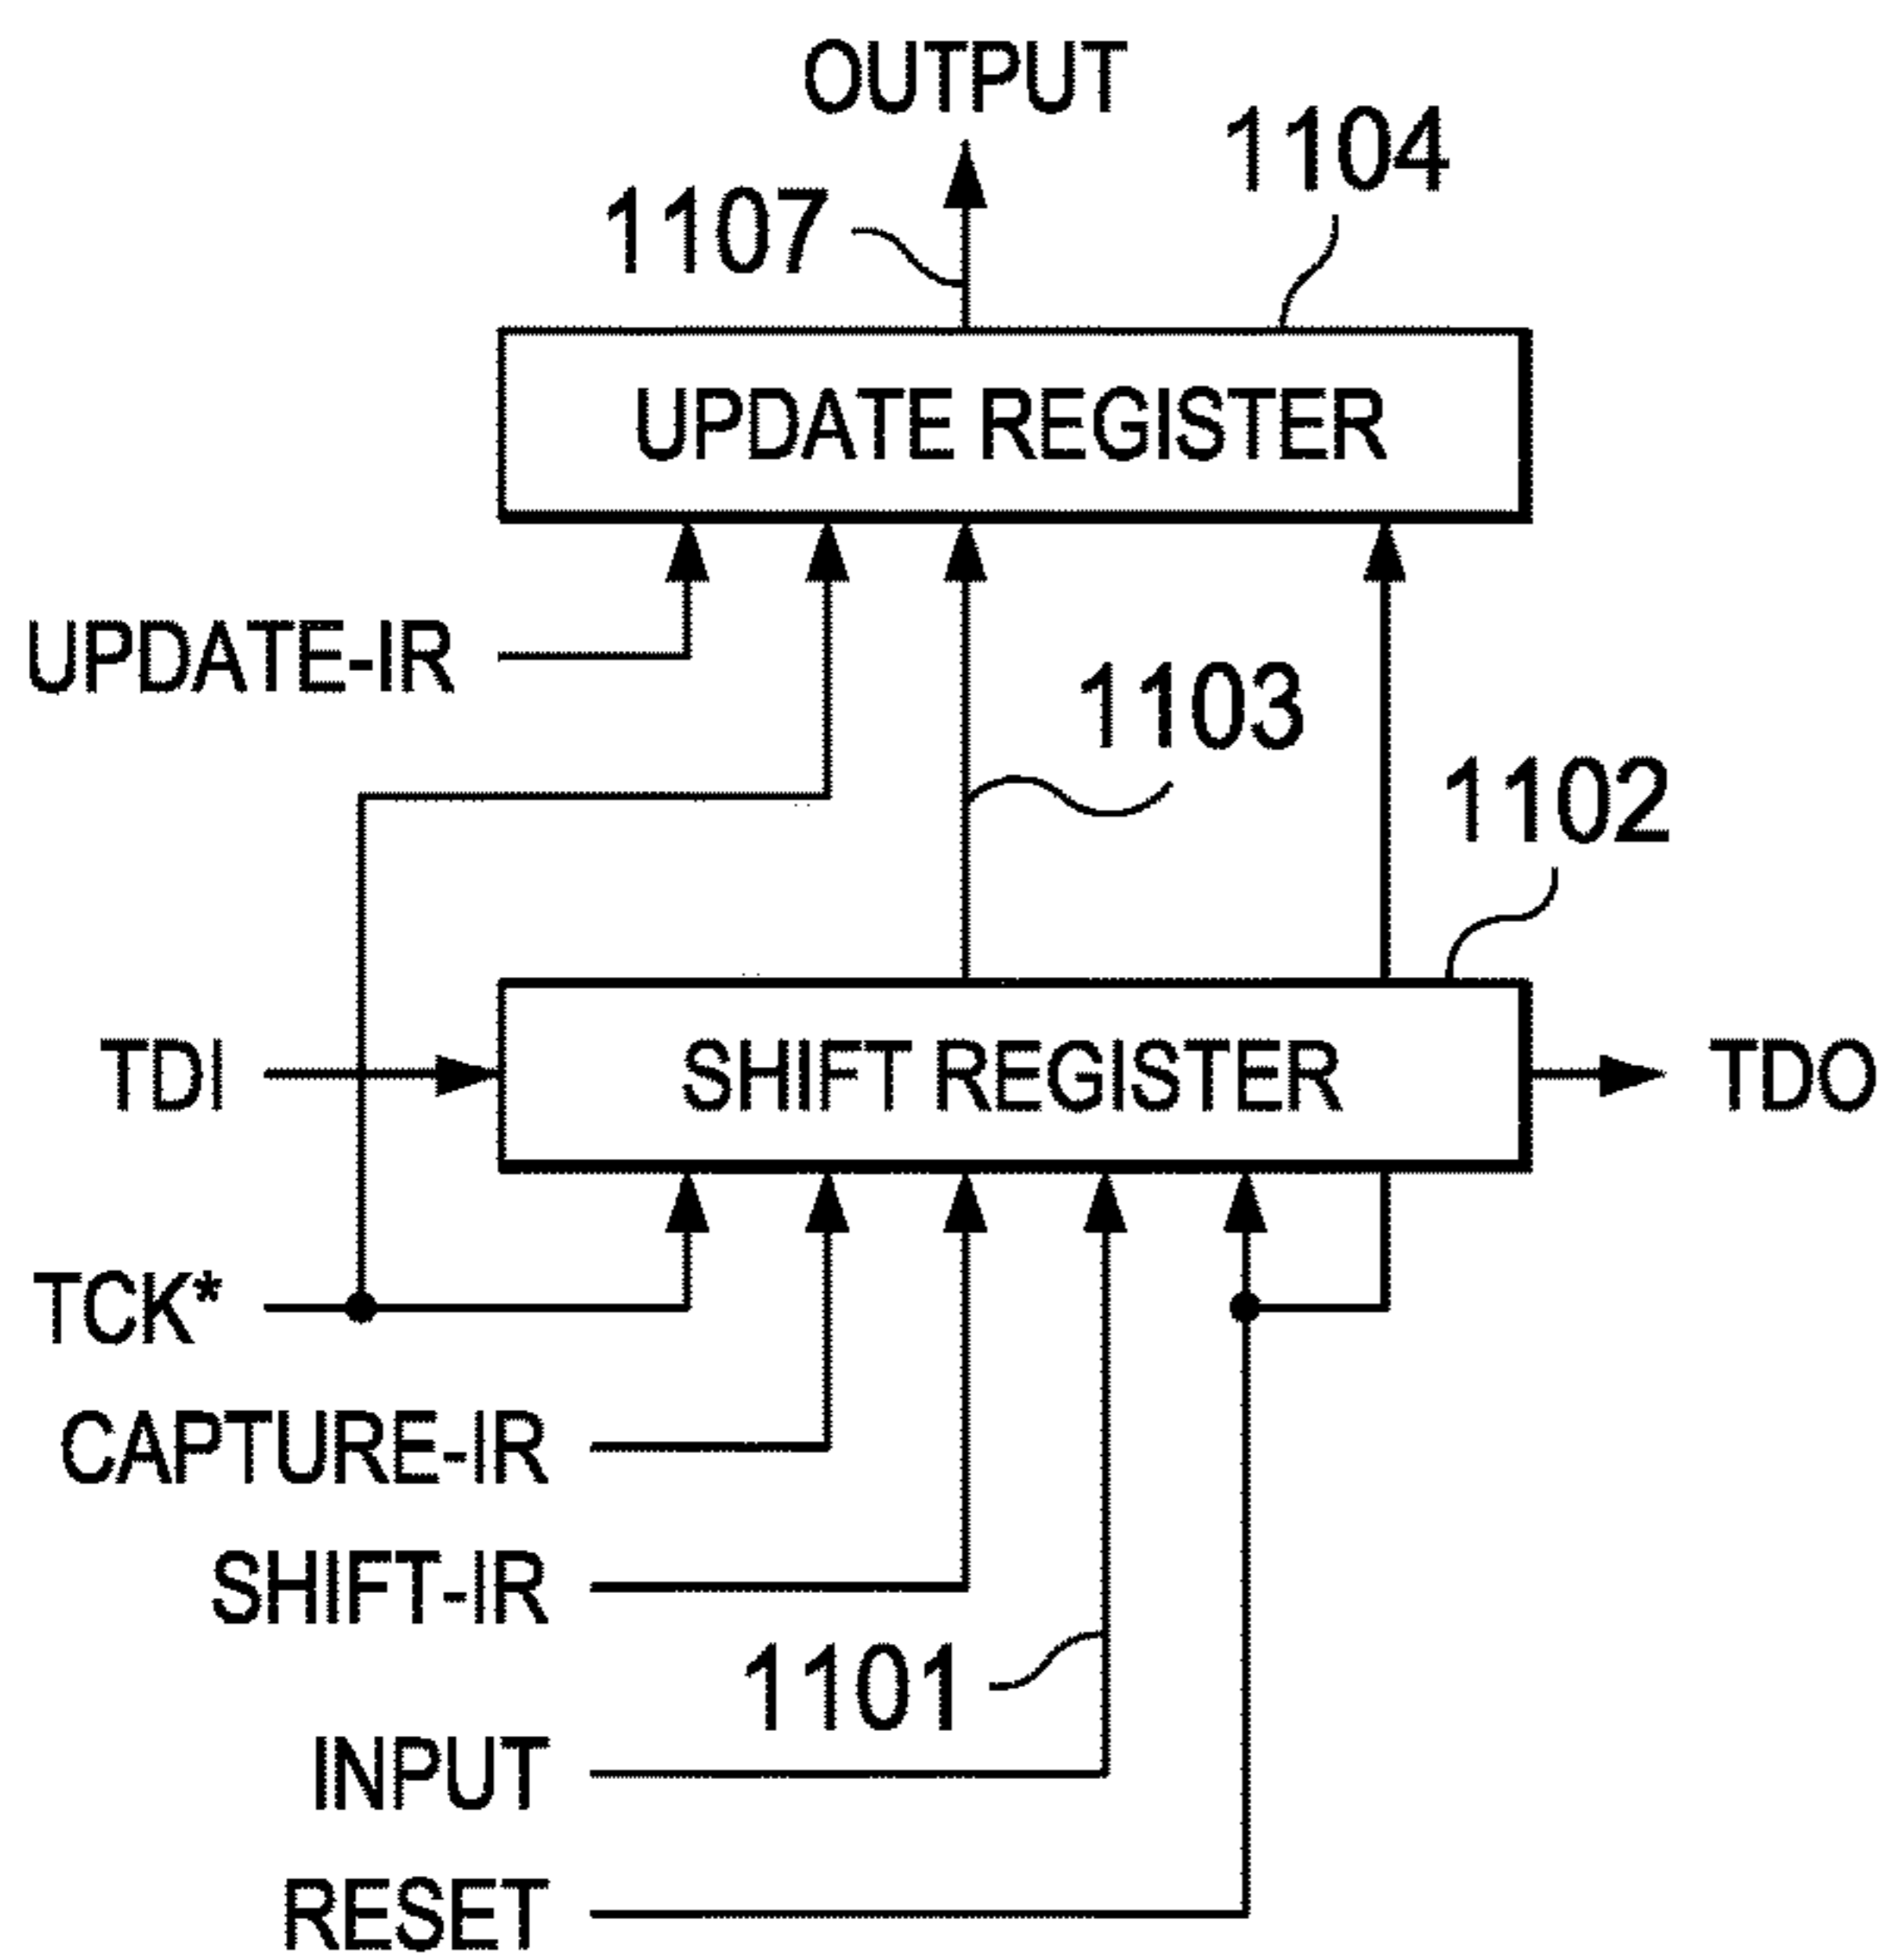 OUTPUT
1104
1107
UPDATE REGISTER
UPDATE-IR
1103
1102
TDI
SHIFT REGISTER
TDO
TCK*
CAPTURE-IR
SHIFT-IR
1101
INPUT
RESET